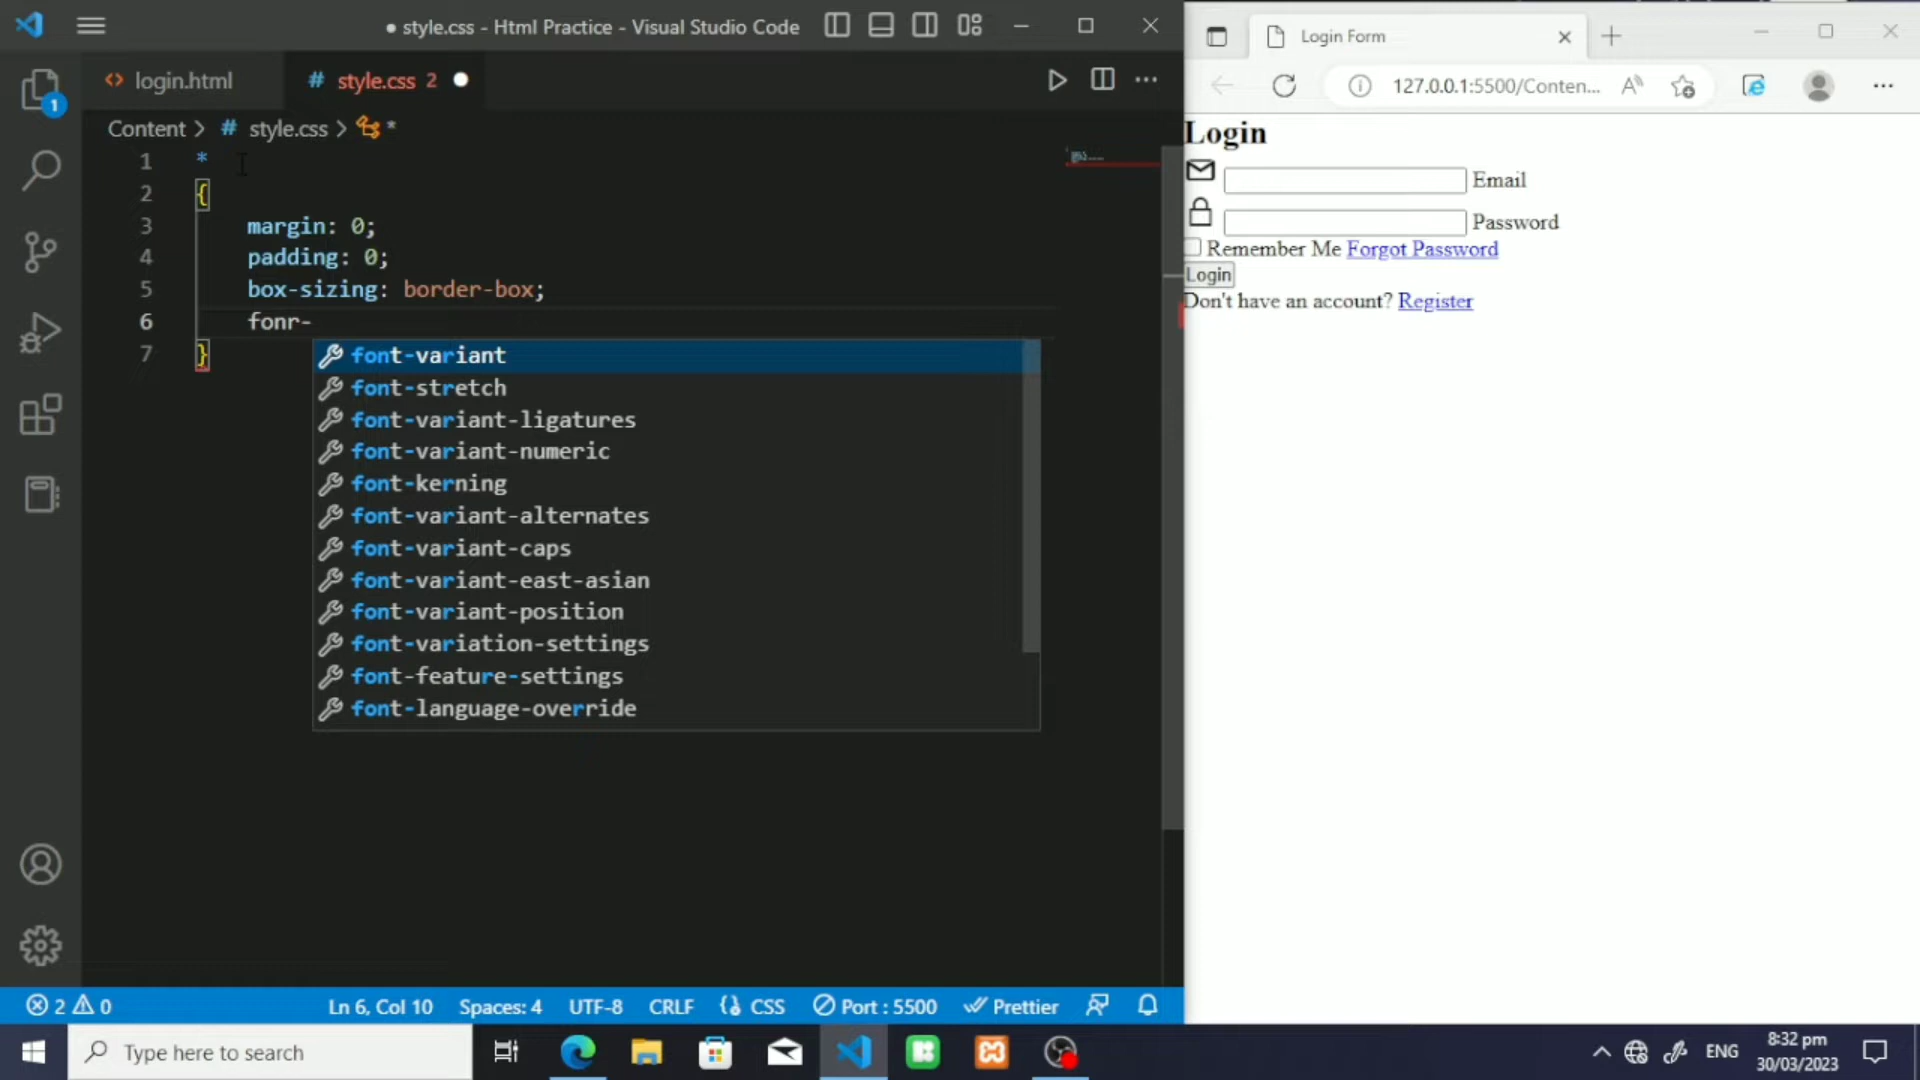 ● style.css - Html Practice - Visual Studio Code
login.html
# style.css 2 ●
Content > # style.css > *
1 *
2 {
3 margin: 0;
4 padding: 0;
5 box-sizing: border-box;
6 fonr-
7 }
font-variant
font-stretch
font-variant-ligatures
font-variant-numeric
font-kerning
font-variant-alternates
font-variant-caps
font-variant-east-asian
font-variant-position
font-variation-settings
font-feature-settings
font-language-override
1
2 0
Ln 6, Col 10 Spaces: 4 UTF-8 CRLF CSS Port : 5500 Prettier
Login Form
127.0.0.1:5500/Conten...
Login
Email
Password
Remember Me Forgot Password
Login
Don't have an account? Register
Type here to search
ENG
8:32 pm
30/03/2023